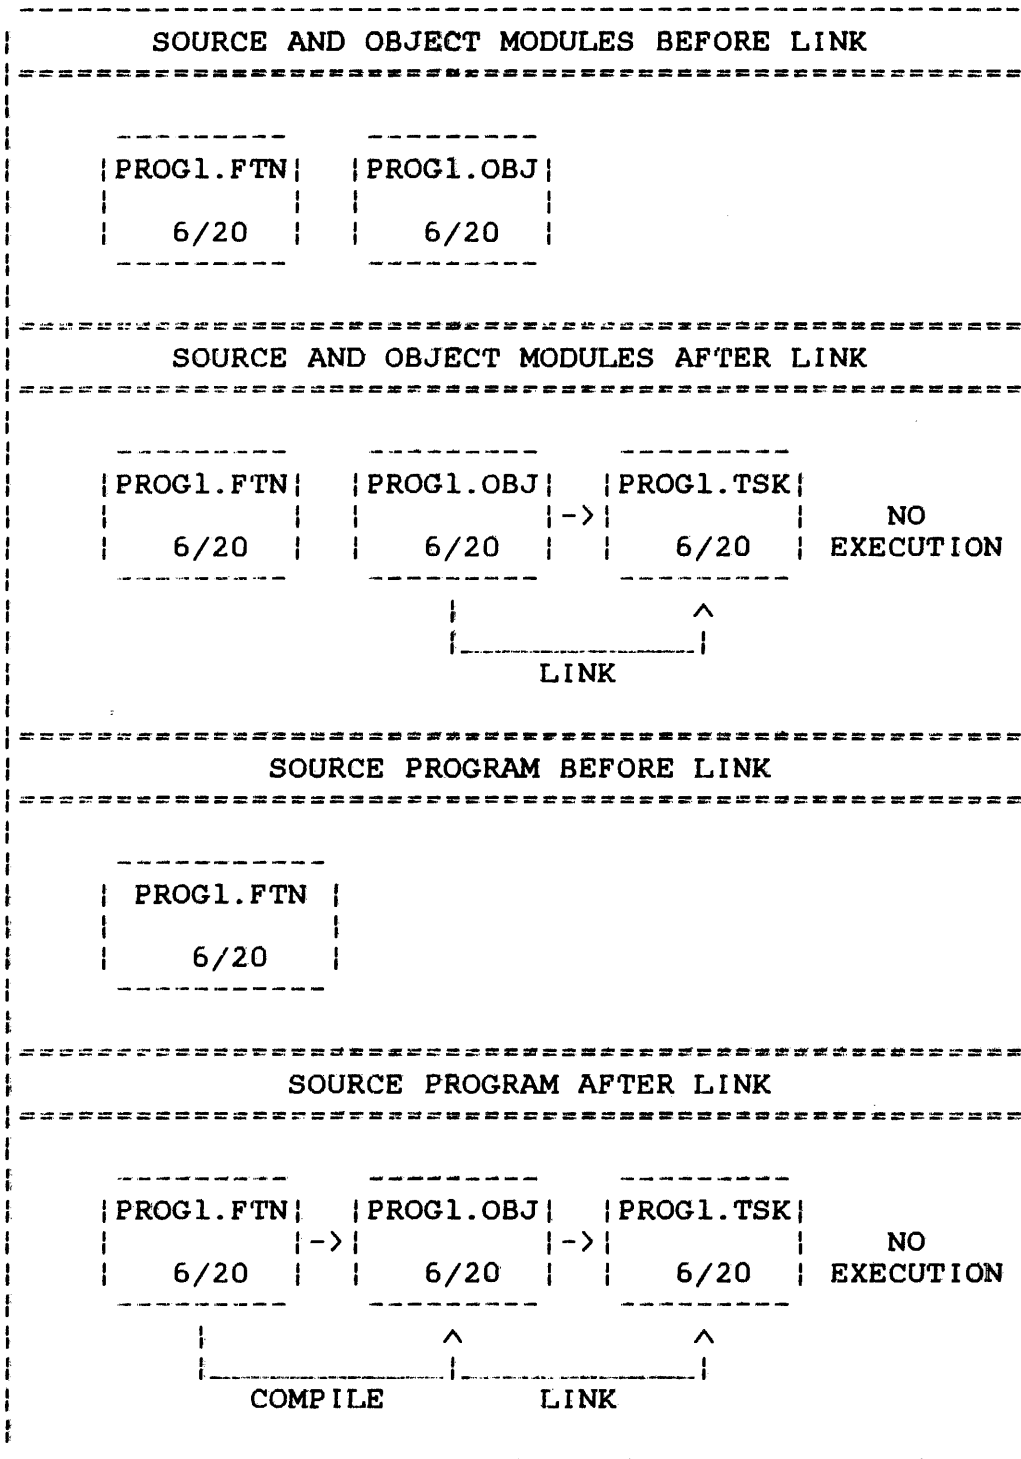 SOURCE AND OBJECT MODULES BEFORE LINK
PROG1.FTN PROG1.OBJ
6/20 6/20
SOURCE AND OBJECT MODULES AFTER LINK
PROG1.FTN PROG1.OBJ PROG1.TSK
-> NO
6/20 6/20 6/20 EXECUTION
LINK
SOURCE PROGRAM BEFORE LINK
PROG1.FTN
6/20
SOURCE PROGRAM AFTER LINK
PROG1.FTN PROG1.OBJ PROG1.TSK
-> -> NO
6/20 6/20 6/20 EXECUTION
COMPILE LINK